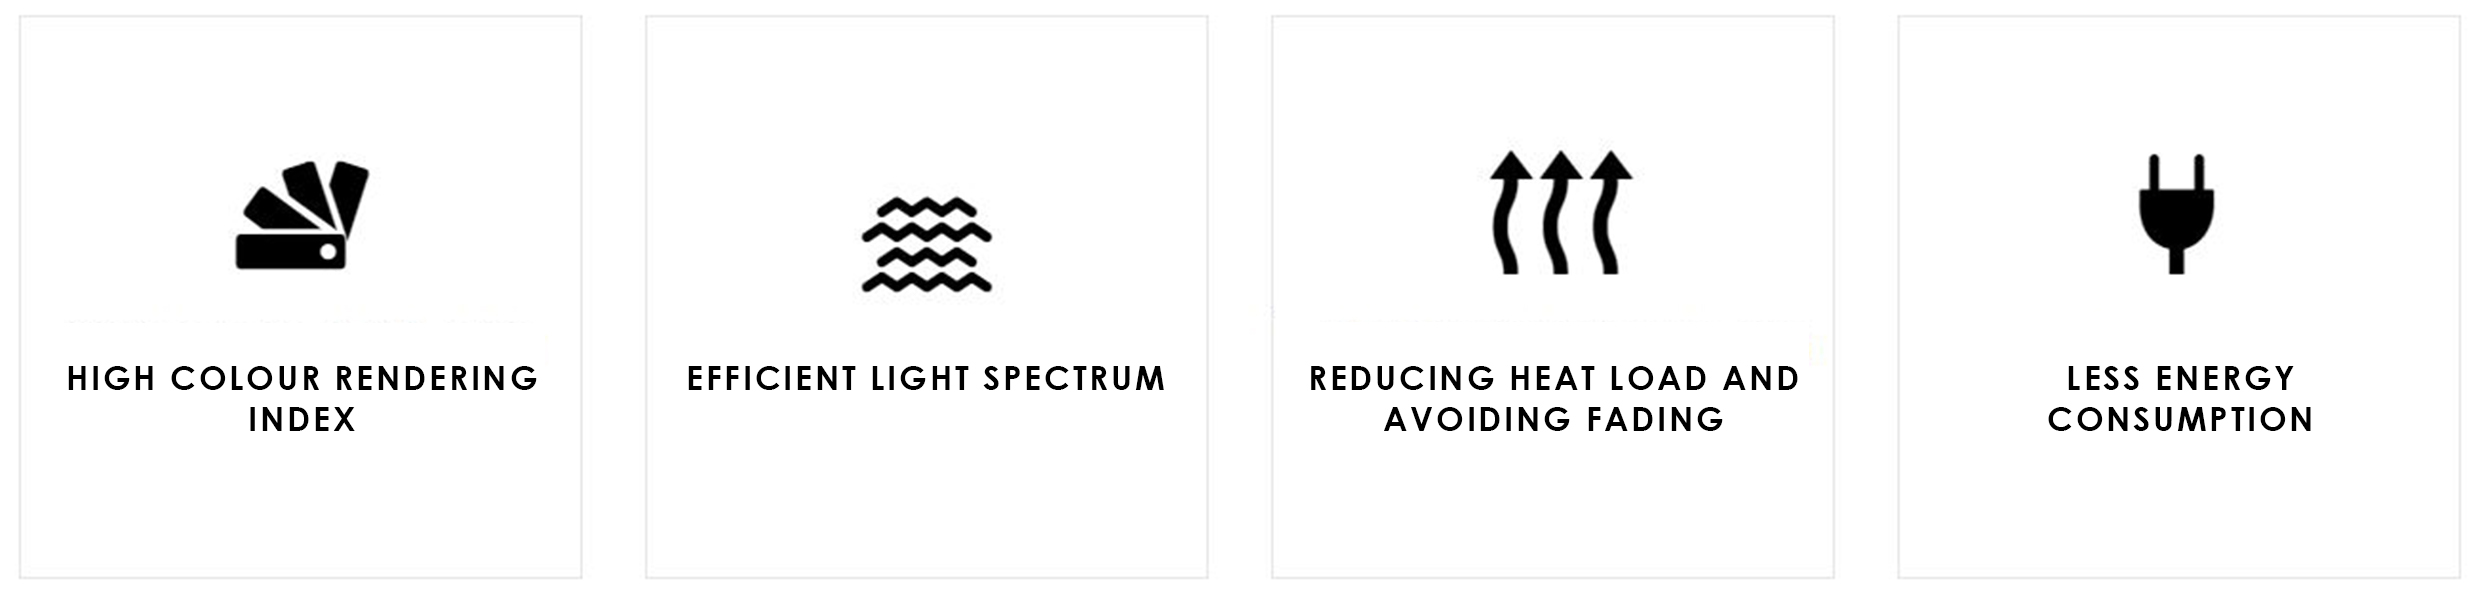 HIGH COLOUR RENDERING
INDEX
EFFICIENT LIGHT SPECTRUM
REDUCING HEAT LOAD AND
AVOIDING FADING
LESS ENERGY
CONSUMPTION